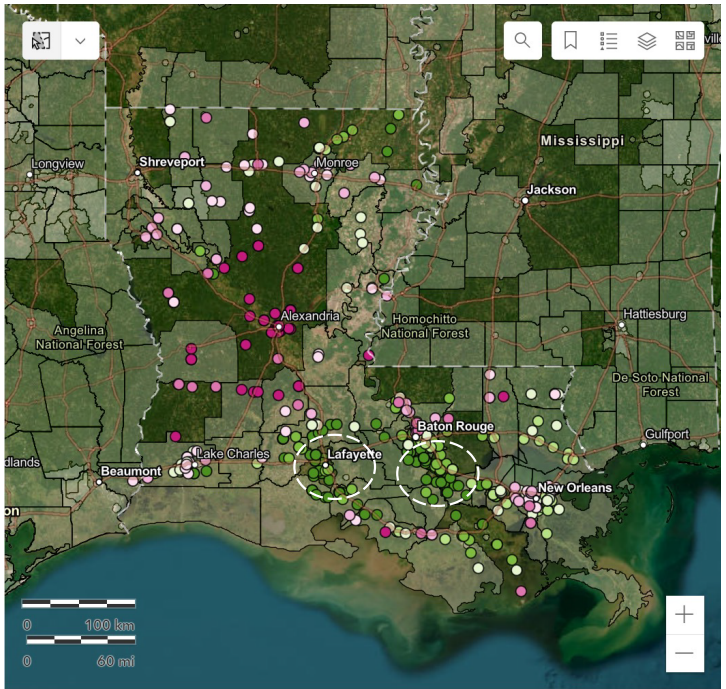 ville
Mississippi
Longview
Shreveport
Monroe
Jackson
Alexandria
Angelina
National Forest
Homochitto
National Forest
Hattiesburg
De Soto National
Forest
Baton Rouge
Gulfport
dlands
Lake Charles
Lafayette
Beaumont
New Orleans
on
0 100 km
0 60 mi